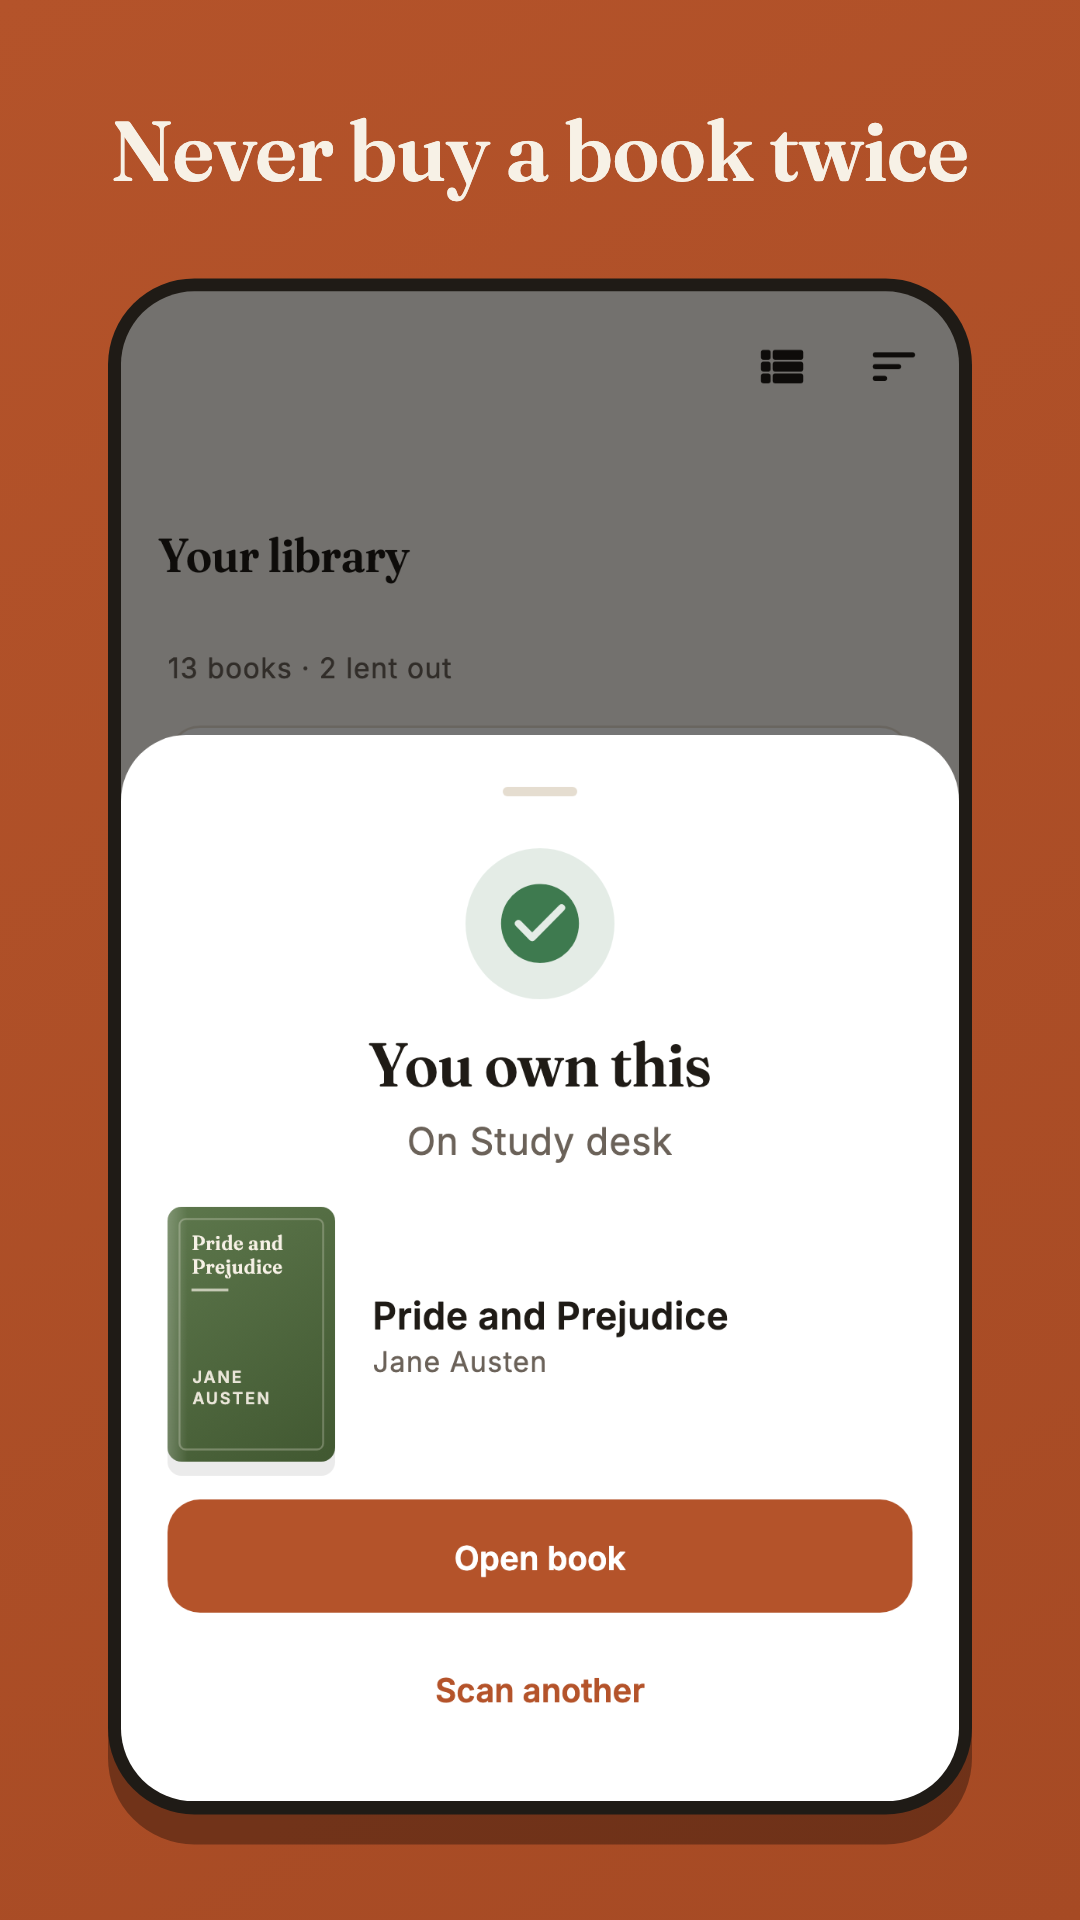 Never buy a book twice
Your library
13 books · 2 lent out
You own this
On Study desk
Pride and
Prejudice
JANE
AUSTEN
Pride and Prejudice
Jane Austen
Open book
Scan another